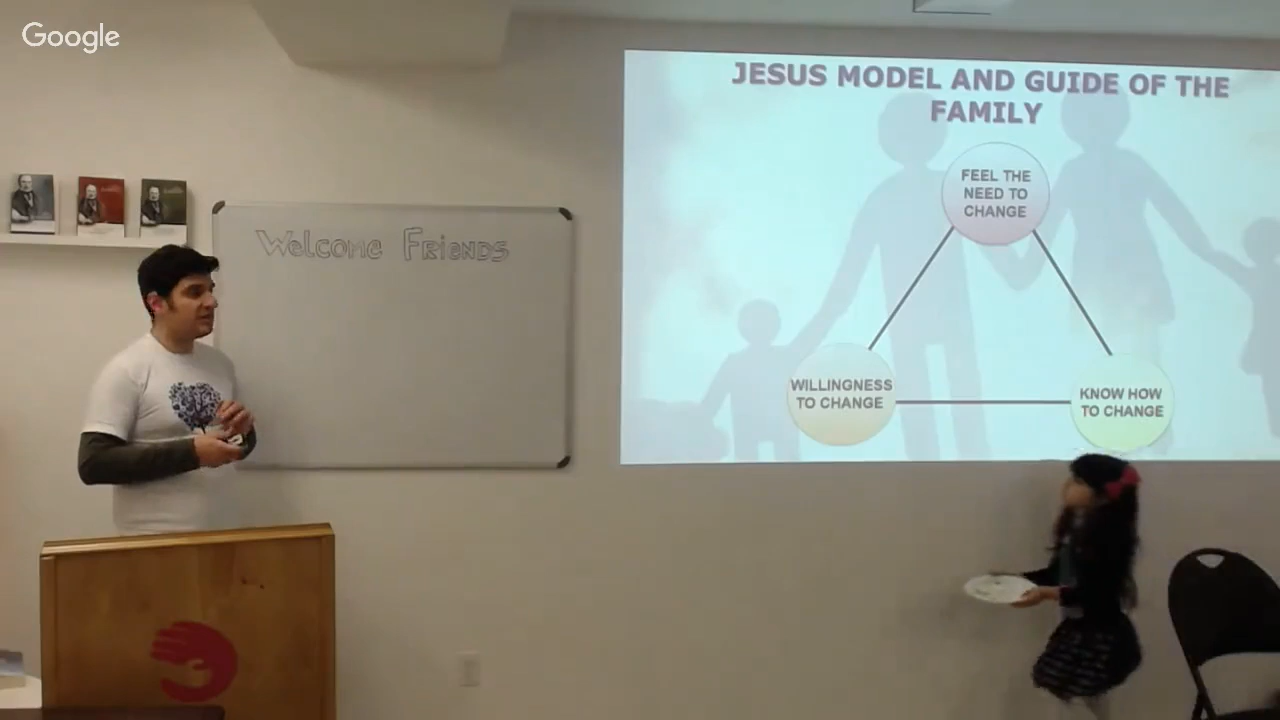 Google
Welcome Friends
JESUS MODEL AND GUIDE OF THE
FAMILY
FEEL THE
NEED TO
CHANGE
WILLINGNESS
TO CHANGE
KNOW HOW
TO CHANGE